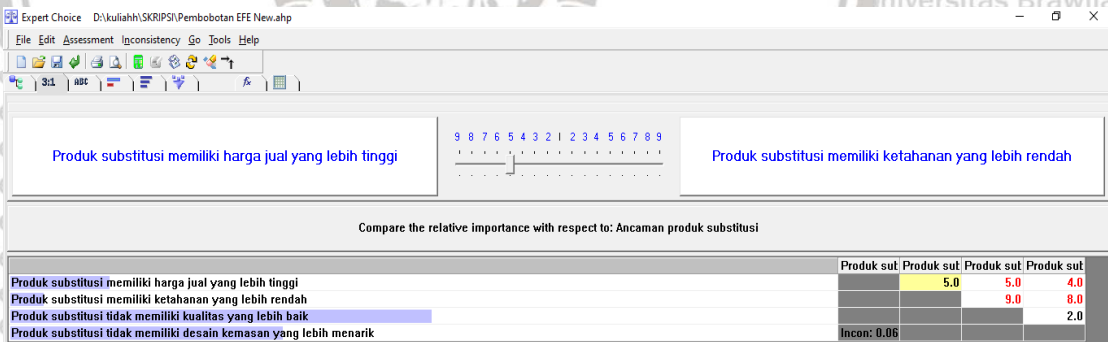 Universitas Brawija
Expert Choice D:\kuliahh\SKRIPSI\Pembobotan EFE New.ahp
File Edit Assessment Inconsistency Go Tools Help
3:1 ABC fx
9 8 7 6 5 4 3 2 1 2 3 4 5 6 7 8 9
Produk substitusi memiliki harga jual yang lebih tinggi
Produk substitusi memiliki ketahanan yang lebih rendah
Compare the relative importance with respect to: Ancaman produk substitusi
Produk sut Produk sut Produk sut Produk sut
Produk substitusi memiliki harga jual yang lebih tinggi 5.0 5.0 4.0
Produk substitusi memiliki ketahanan yang lebih rendah 9.0 8.0
Produk substitusi tidak memiliki kualitas yang lebih baik 2.0
Produk substitusi tidak memiliki desain kemasan yang lebih menarik Incon: 0.06